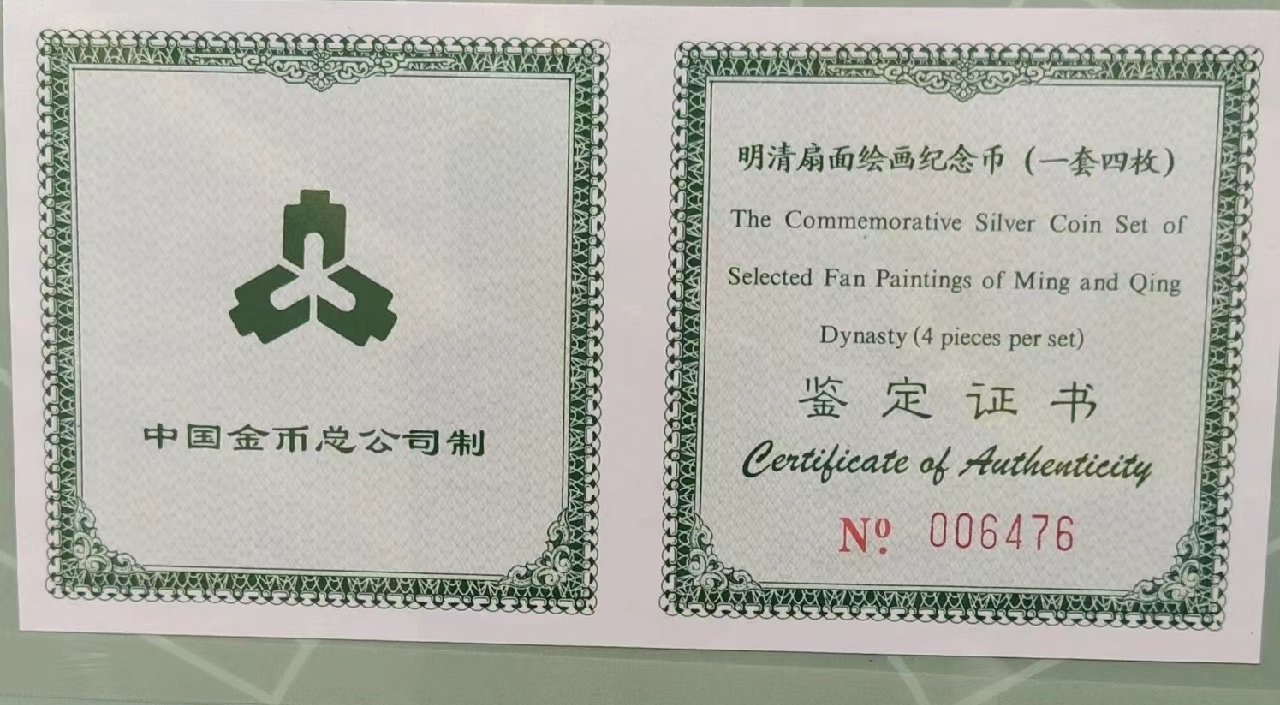 中国金币总公司制
明清扇面绘画纪念币（一套四枚）
The Commemorative Silver Coin Set of
Selected Fan Paintings of Ming and Qing
Dynasty (4 pieces per set)
鉴定证书
Certificate of Authenticity
Nº 006476